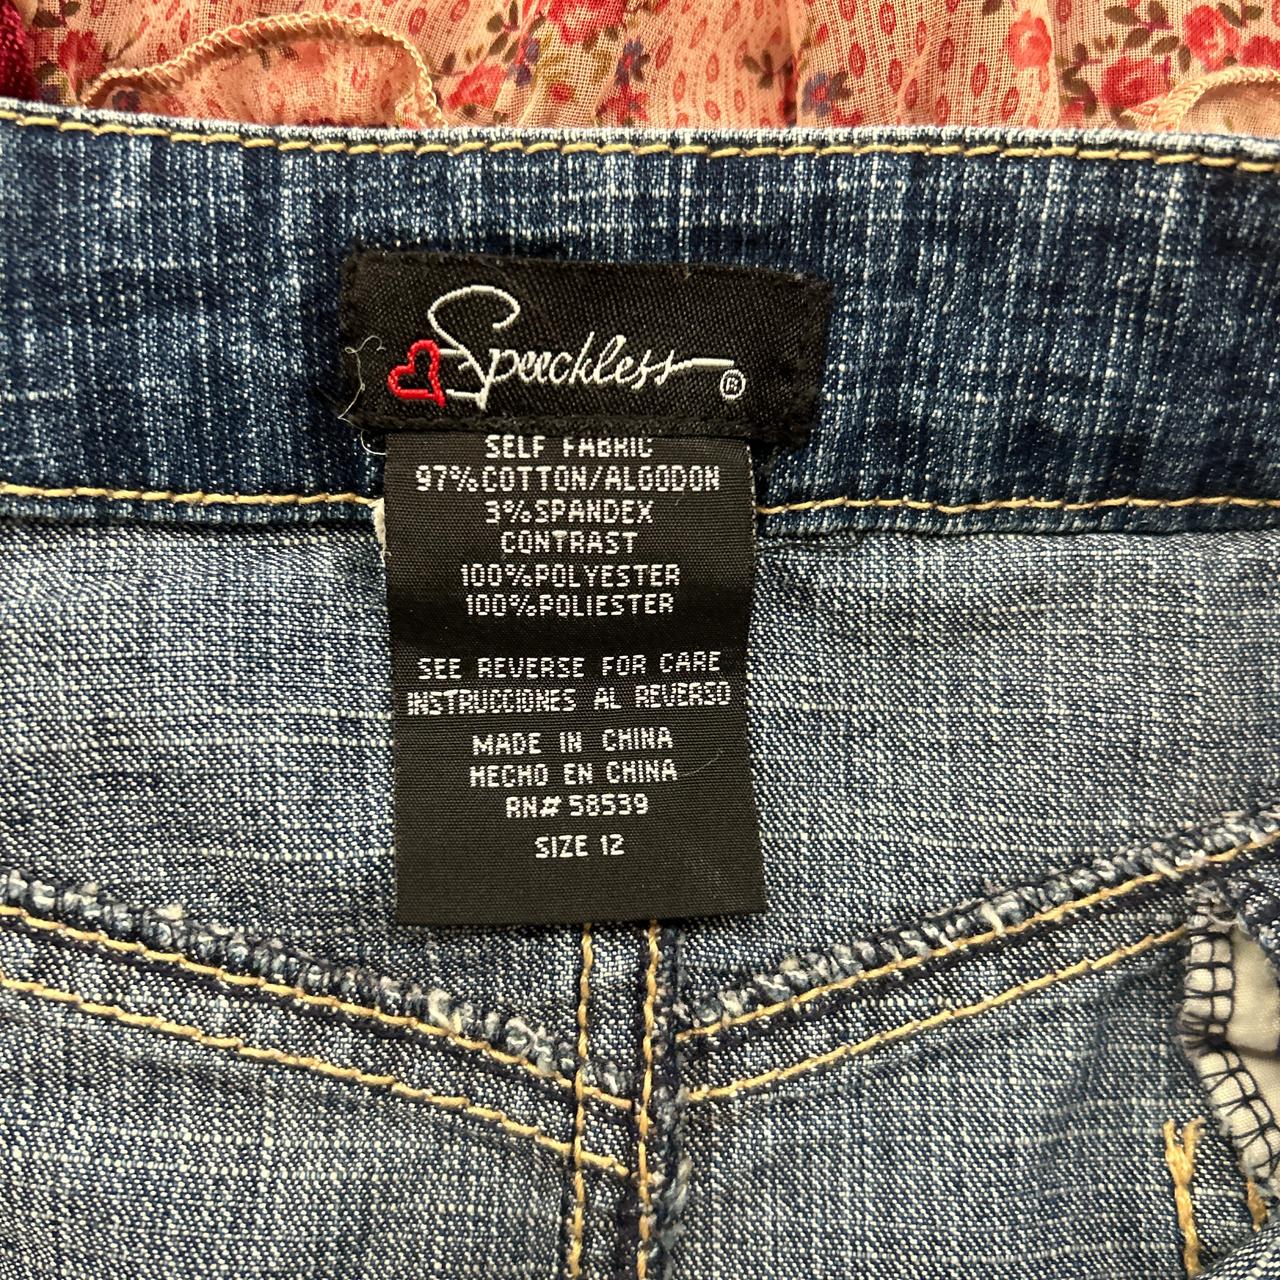 Speeckless ®
SELF FABRIC
97%COTTON/ALGODON
3%SPANDEX
CONTRAST
100%POLYESTER
100%POLIESTER
SEE REVERSE FOR CARE
INSTRUCCIONES AL REVERSO
MADE IN CHINA
HECHO EN CHINA
RN# 58539
SIZE 12